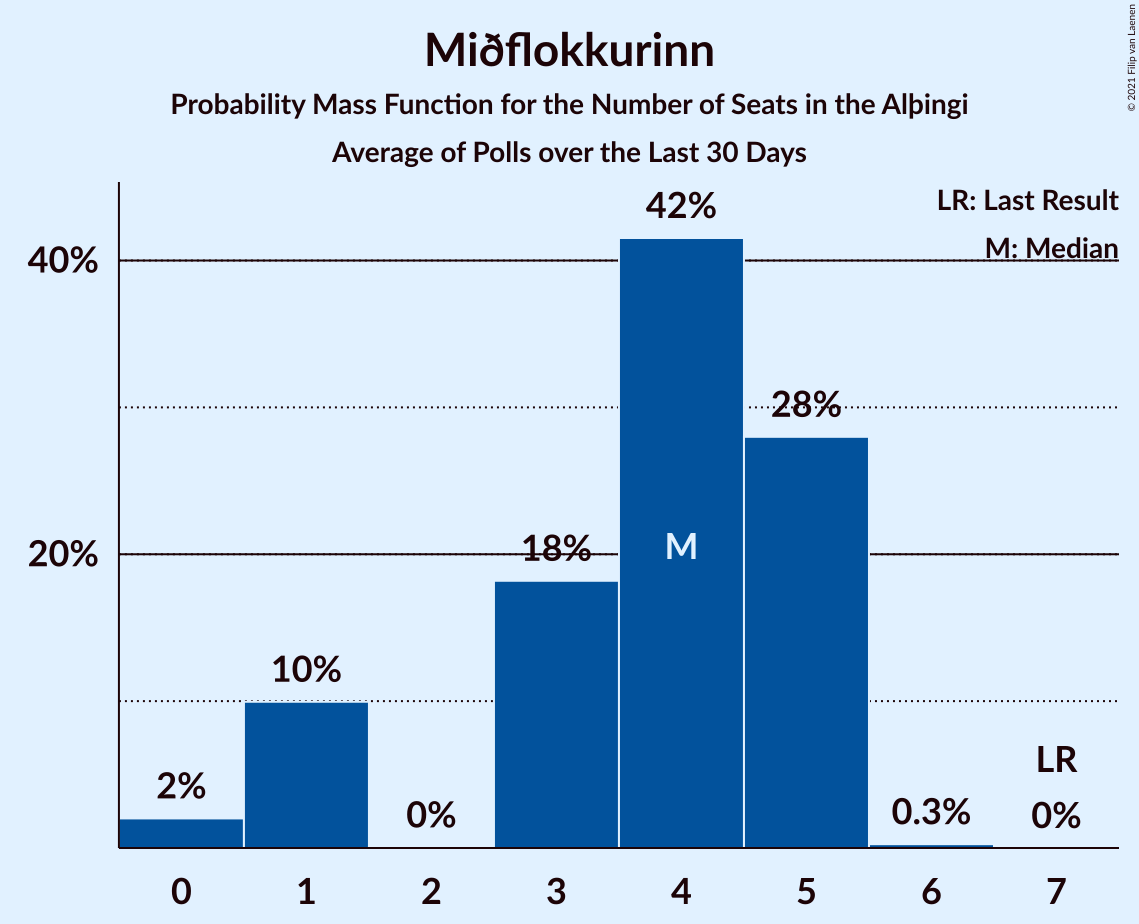 © 2021 Filip van Laenen
Miðflokkurinn
Probability Mass Function for the Number of Seats in the Alþingi
Average of Polls over the Last 30 Days
LR: Last Result
M: Median
42%
40%
28%
20%
18%
M
10%
2%
0%
0.3%
LR
0%
0 1 2 3 4 5 6 7